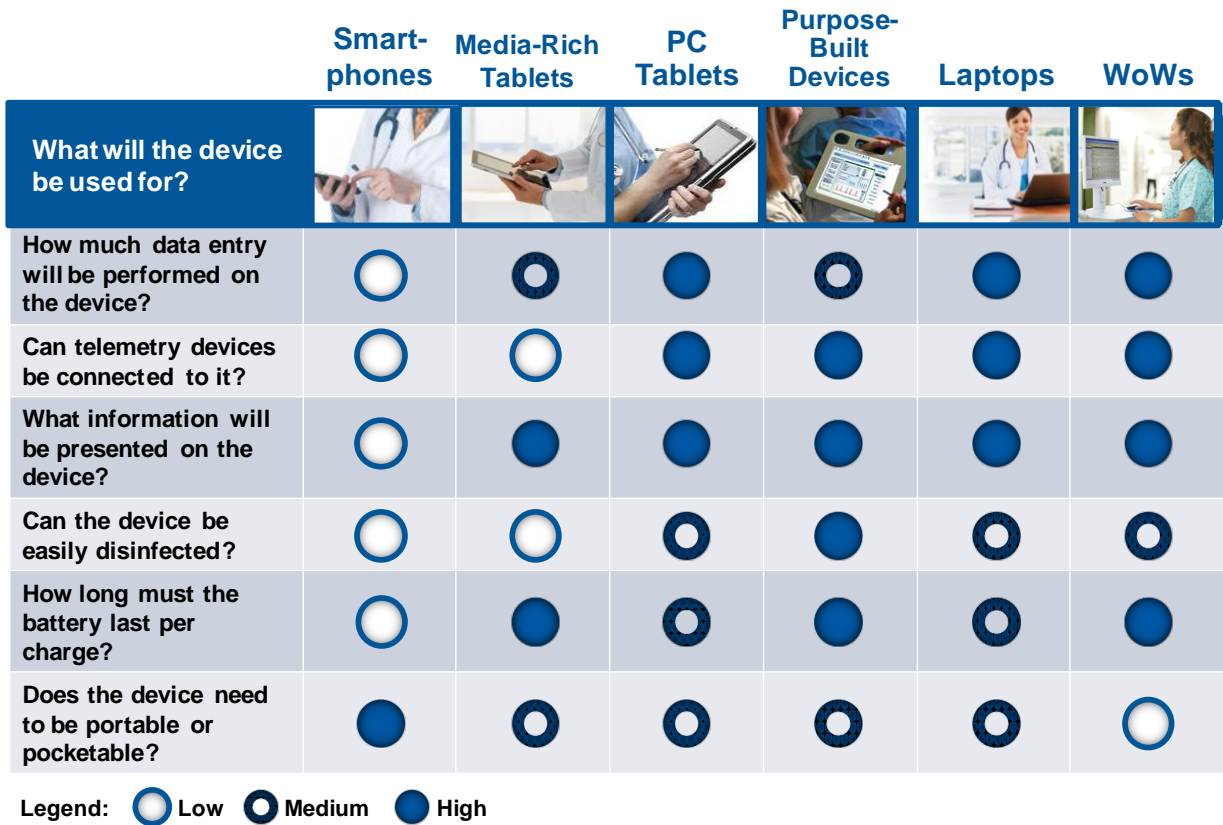 Smart-
phones
Media-Rich
Tablets
PC
Tablets
Purpose-
Built
Devices
Laptops
WoWs
What will the device
be used for?
How much data entry
will be performed on
the device?
Can telemetry devices
be connected to it?
What information will
be presented on the
device?
Can the device be
easily disinfected?
How long must the
battery last per
charge?
Does the device need
to be portable or
pocketable?
Legend: Low Medium High